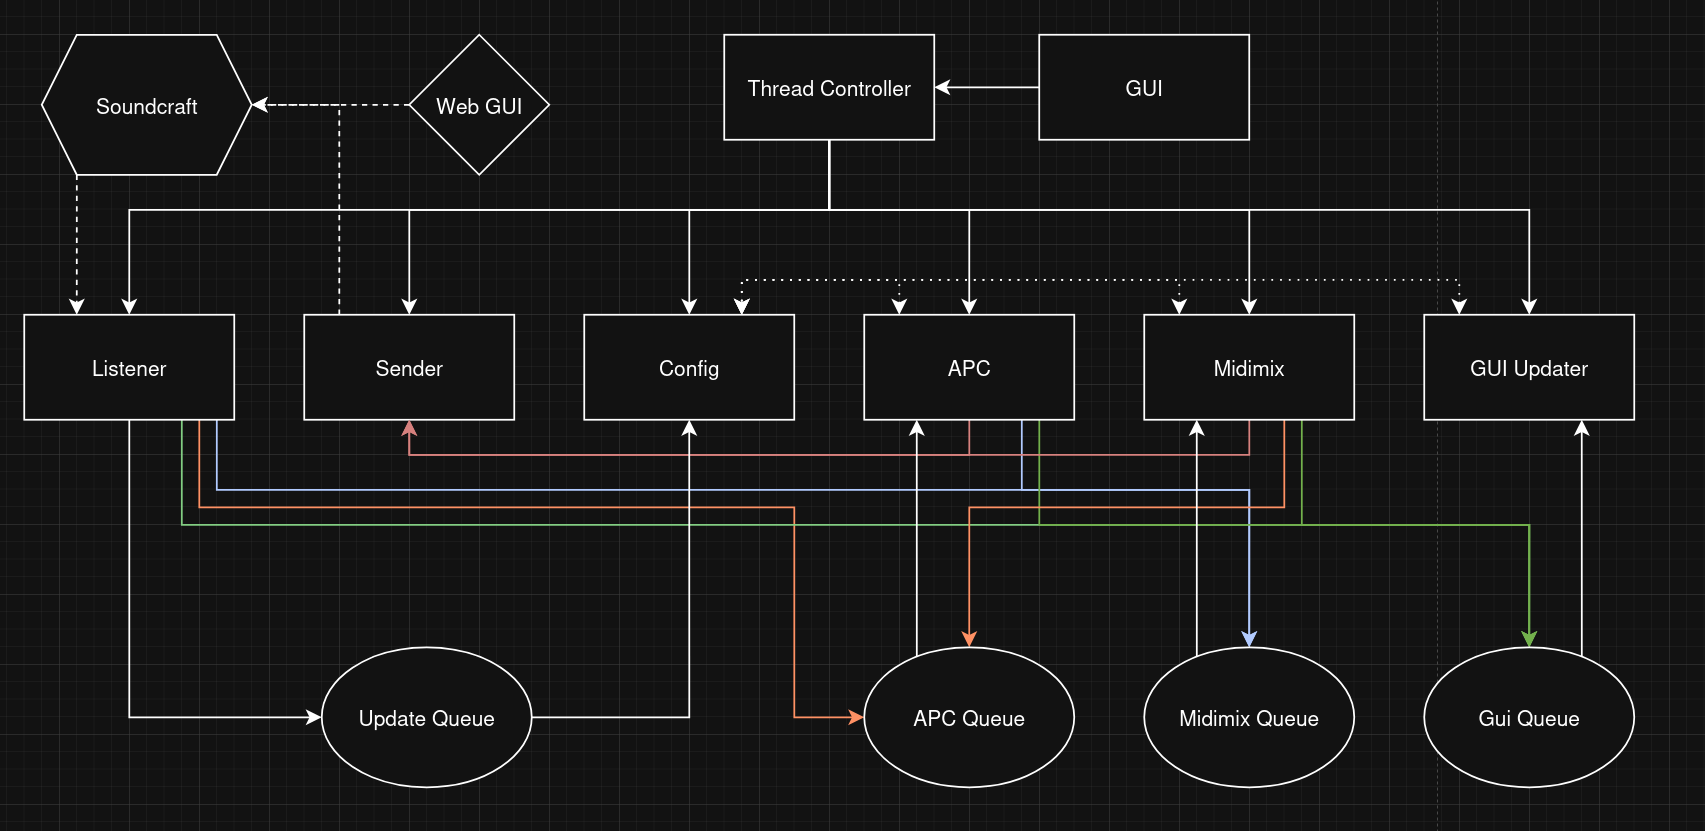 Soundcraft
Web GUI
Thread Controller
GUI
Listener
Sender
Config
APC
Midimix
GUI Updater
Update Queue
APC Queue
Midimix Queue
Gui Queue